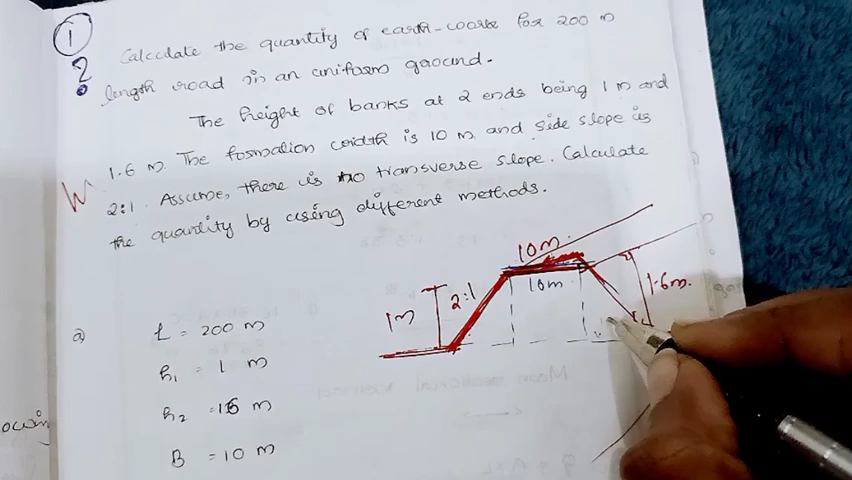 1
?
Calculate the quantity of earth-work for 200 m
length road in an uniform ground.
The height of banks at 2 ends being 1 m and
1.6 m. The formation width is 10 m and side slope is
2:1. Assume, there is no transverse slope. Calculate
the quantity by using different methods.
10m.
10m
1m
2:1
1.6m.
a)
L = 200 m
h₁ = 1 m
h₂ = 1.6 m
B = 10 m